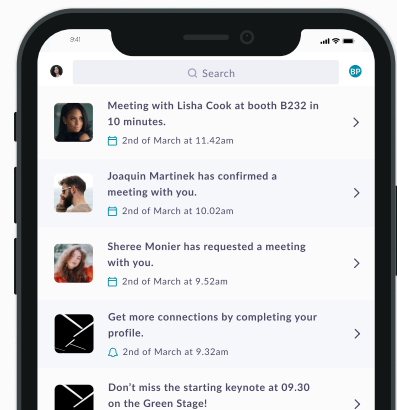 9:41
Search
BP
Meeting with Lisha Cook at booth B232 in
10 minutes.
2nd of March at 11.42am
Joaquin Martinek has confirmed a
meeting with you.
2nd of March at 10.02am
Sheree Monier has requested a meeting
with you.
2nd of March at 9.52am
Get more connections by completing your
profile.
2nd of March at 9.32am
Don’t miss the starting keynote at 09.30
on the Green Stage!